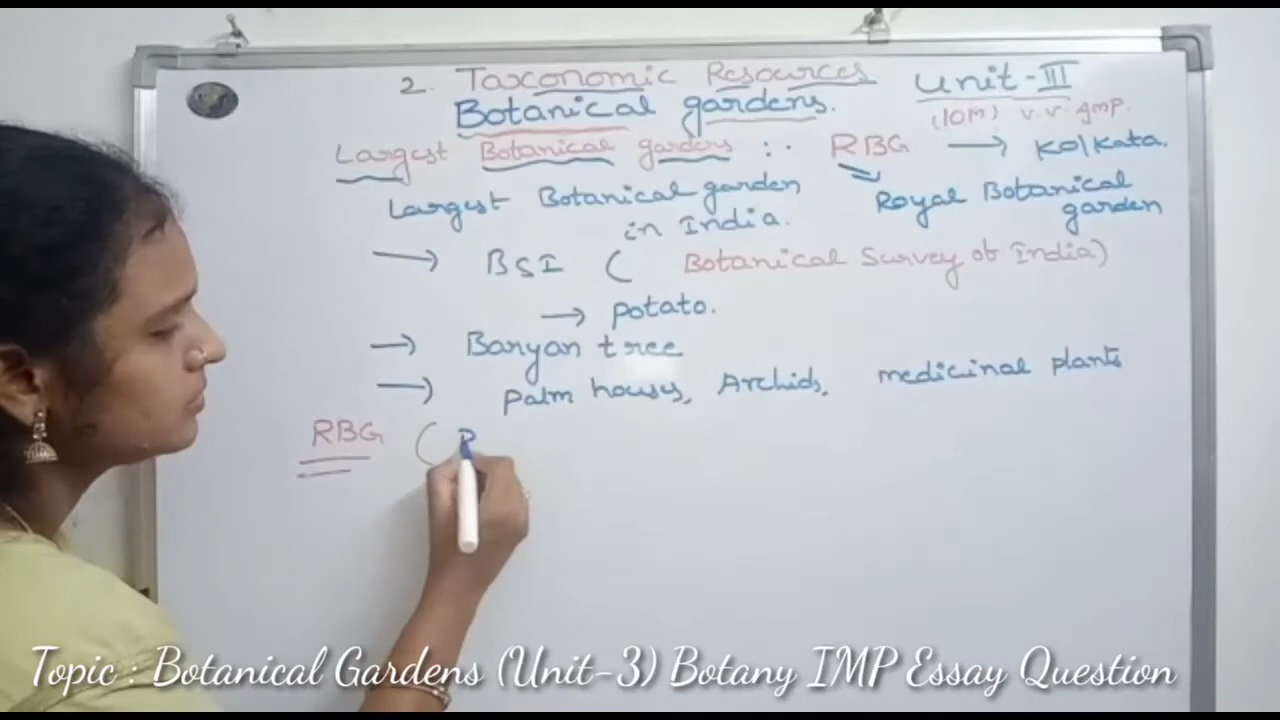 2. Taxonomic Resources Unit-III
Botanical gardens. (10M) v.v.Imp.
Largest Botanical gardens :- RBG → Kolkata.
Largest Botanical garden Royal Botanical
in India. garden
→ BSI ( Botanical Survey of India)
→ potato.
→ Banyan tree
→ palm houses, Archids, medicinal plants
RBG ( R
Topic : Botanical Gardens (Unit-3) Botany IMP Essay Question